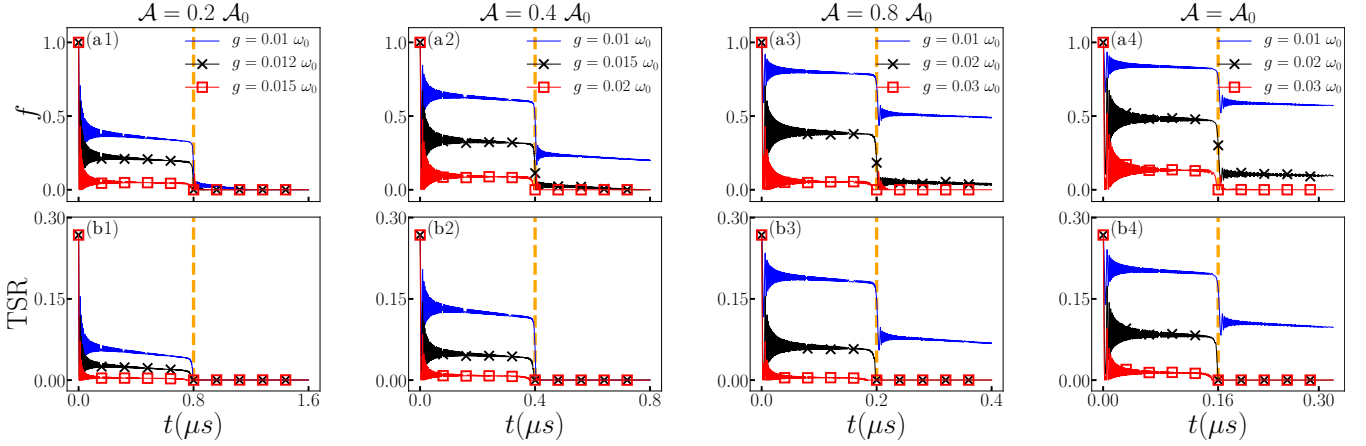 𝒜 = 0.2 𝒜₀
𝒜 = 0.4 𝒜₀
𝒜 = 0.8 𝒜₀
𝒜 = 𝒜₀
f
1.0
0.5
0.0
(a1)
g = 0.01 ω₀
g = 0.012 ω₀
g = 0.015 ω₀
1.0
0.5
0.0
(a2)
g = 0.01 ω₀
g = 0.015 ω₀
g = 0.02 ω₀
1.0
0.5
0.0
(a3)
g = 0.01 ω₀
g = 0.02 ω₀
g = 0.03 ω₀
1.0
0.5
0.0
(a4)
g = 0.01 ω₀
g = 0.02 ω₀
g = 0.03 ω₀
TSR
0.30
0.15
0.00
(b1)
0.0
0.8
1.6
t(μs)
0.30
0.15
0.00
(b2)
0.0
0.4
0.8
t(μs)
0.30
0.15
0.00
(b3)
0.0
0.2
0.4
t(μs)
0.30
0.15
0.00
(b4)
0.00
0.16
0.32
t(μs)